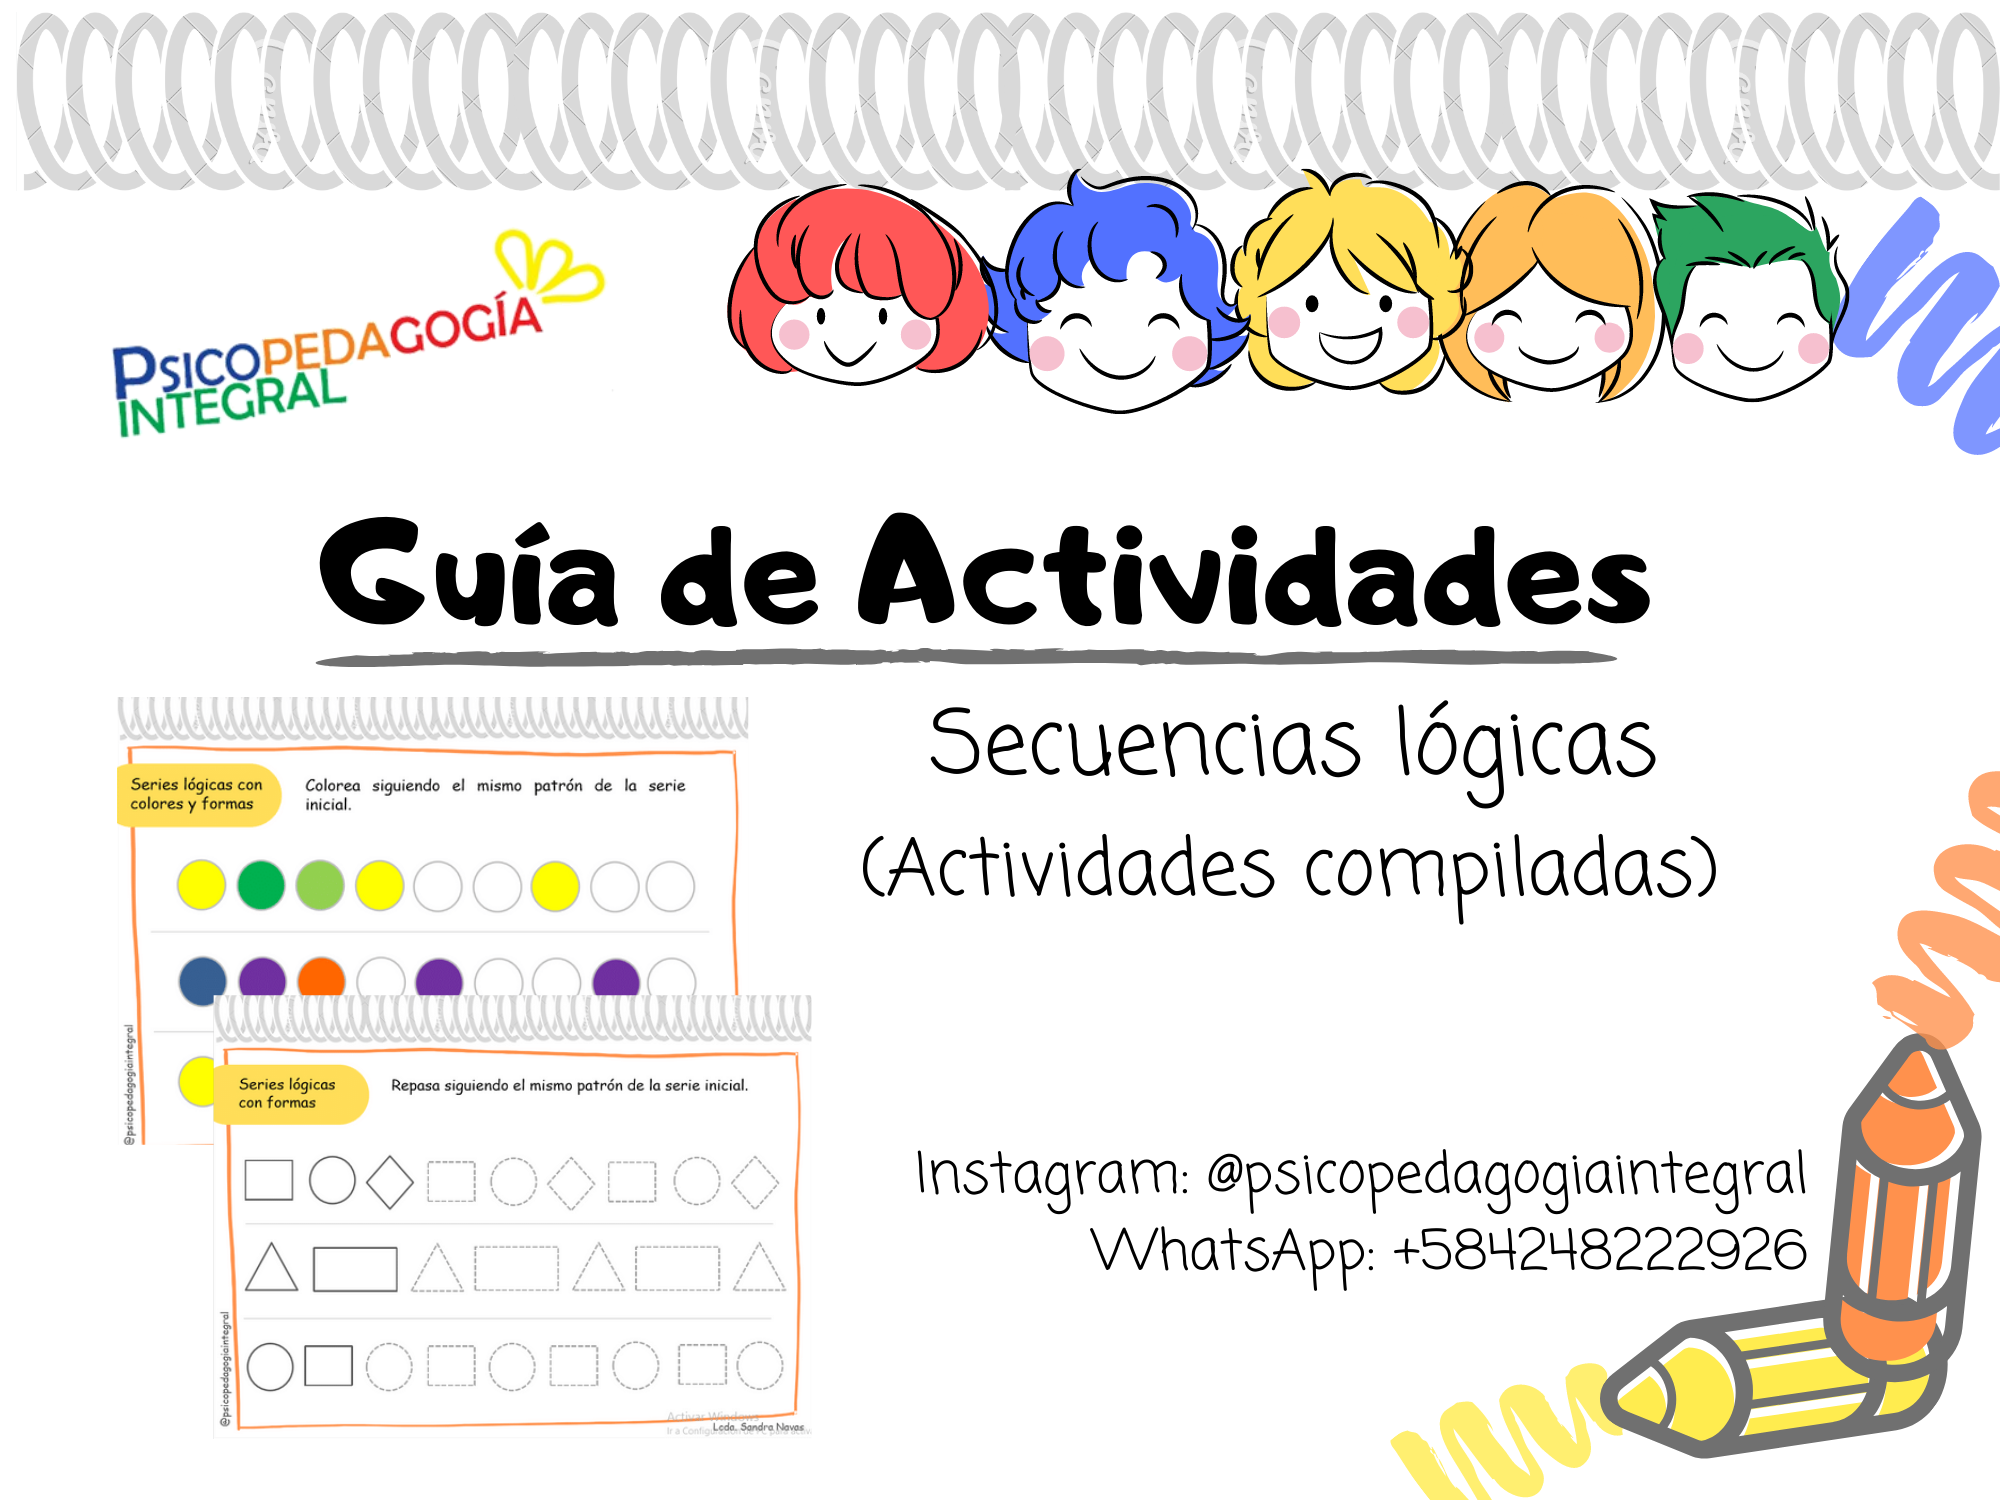 PSICOPEDAGOGÍA
INTEGRAL
Guía de Actividades
Secuencias lógicas
(Actividades compiladas)
Series lógicas con
colores y formas
Colorea siguiendo el mismo patrón de la serie
inicial.
@psicopedagogiaintegral
Series lógicas
con formas
Repasa siguiendo el mismo patrón de la serie inicial.
@psicopedagogiaintegral
Activar Windows
Lcda. Sandra Navas
Instagram: @psicopedagogiaintegral
WhatsApp: +584248222926